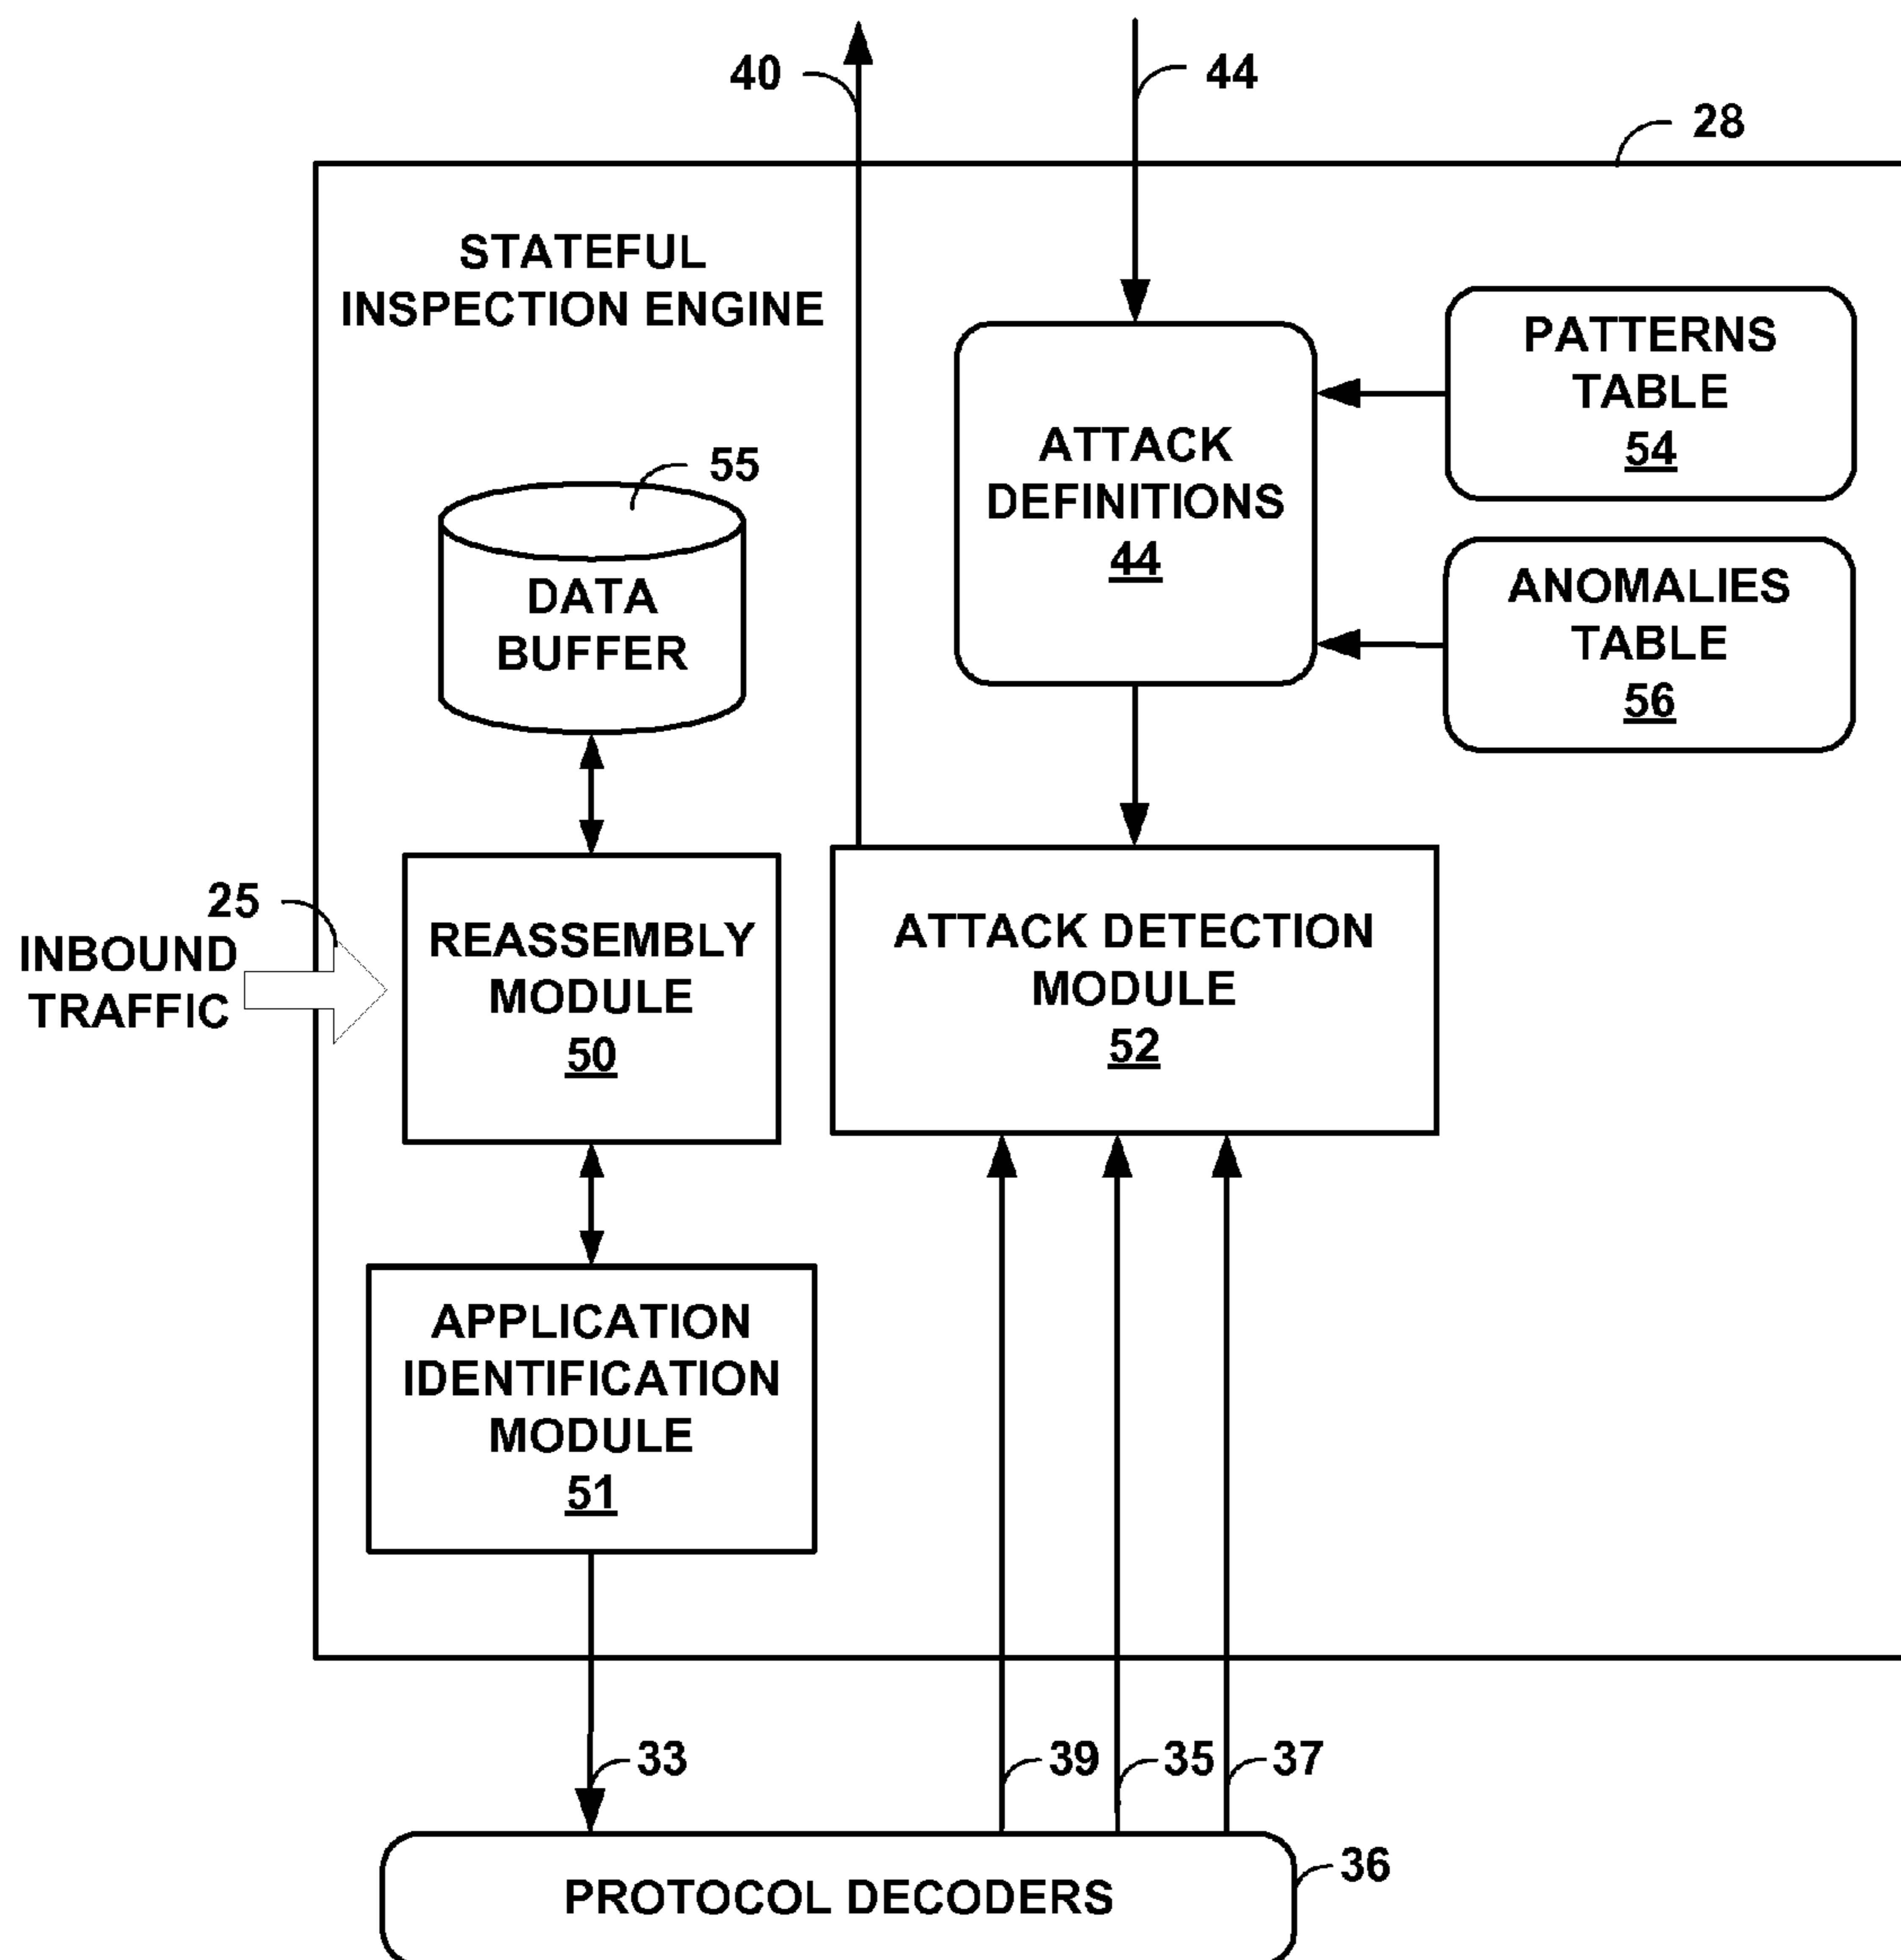 40
44
28
STATEFUL
INSPECTION ENGINE
PATTERNS
TABLE
54
ATTACK
DEFINITIONS
44
55
DATA
BUFFER
ANOMALIES
TABLE
56
25
INBOUND
TRAFFIC
REASSEMBLY
MODULE
50
ATTACK DETECTION
MODULE
52
APPLICATION
IDENTIFICATION
MODULE
51
33
39
35
37
36
PROTOCOL DECODERS